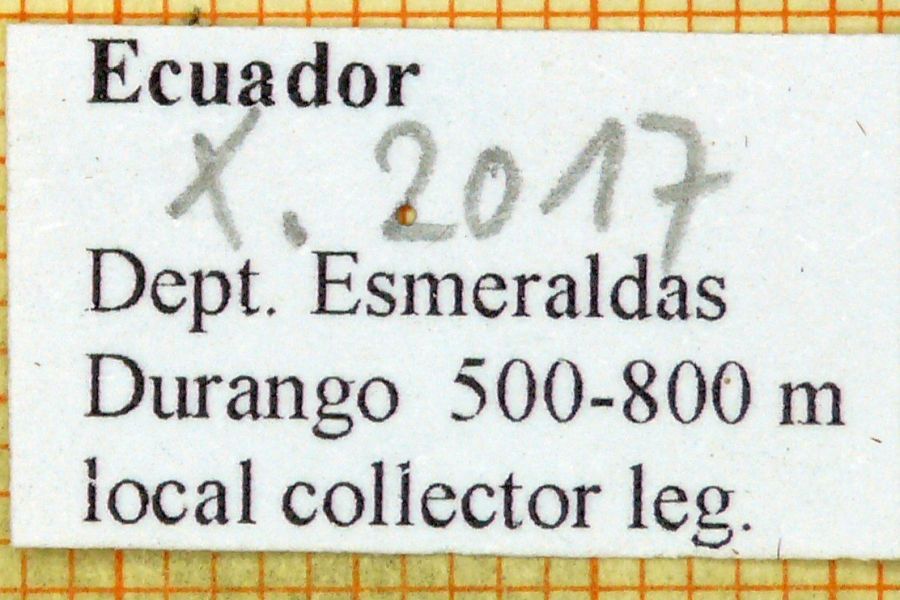 Ecuador
X. 2017
Dept. Esmeraldas
Durango 500-800 m
local collector leg.